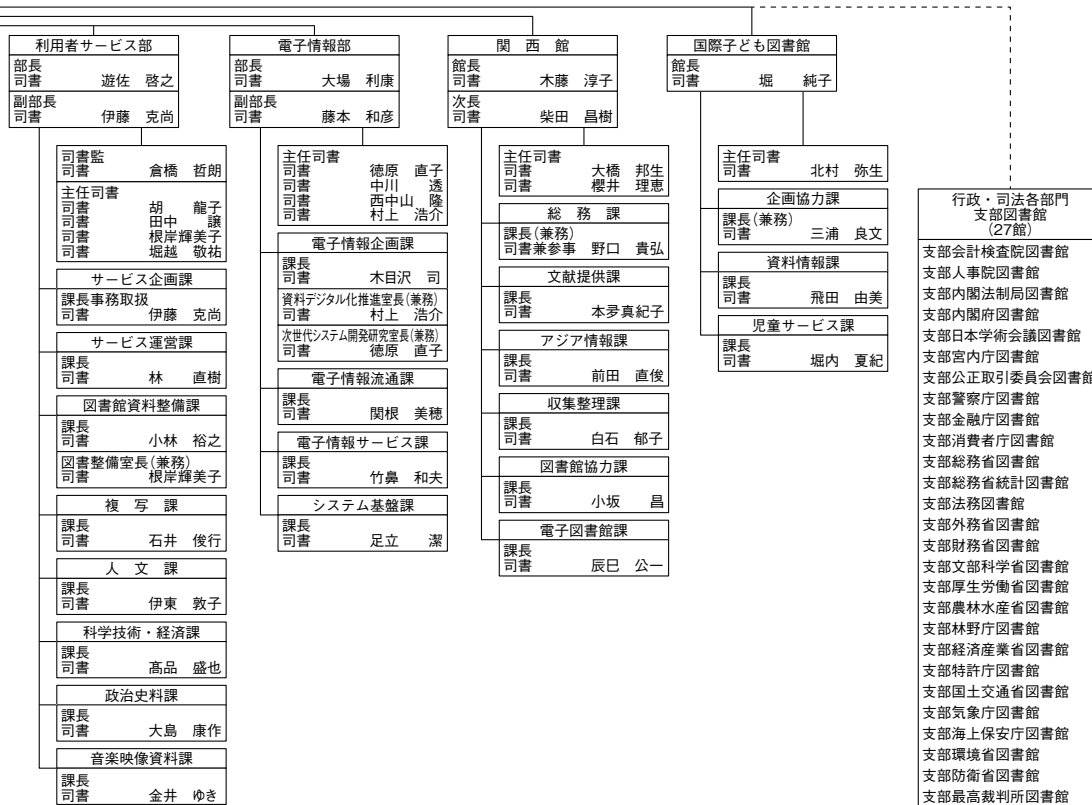 利用者サービス部
部長
司書 遊佐 啓之
副部長
司書 伊藤 克尚
司書監
司書 倉橋 哲朗
主任司書
司書 胡 龍子
司書 田中 譲
司書 根岸輝美子
司書 堀越 敬祐
サービス企画課
課長事務取扱
司書 伊藤 克尚
サービス運営課
課長
司書 林 直樹
図書館資料整備課
課長
司書 小林 裕之
図書整備室長(兼務)
司書 根岸輝美子
複写課
課長
司書 石井 俊行
人文課
課長
司書 伊東 敦子
科学技術・経済課
課長
司書 髙品 盛也
政治史料課
課長
司書 大島 康作
音楽映像資料課
課長
司書 金井 ゆき
電子情報部
部長
司書 大場 利康
副部長
司書 藤本 和彦
主任司書
司書 德原 直子
司書 中川 透
司書 西中山 隆
司書 村上 浩介
電子情報企画課
課長
司書 木目沢 司
資料デジタル化推進室長(兼務)
司書 村上 浩介
次世代システム開発研究室長(兼務)
司書 德原 直子
電子情報流通課
課長
司書 関根 美穂
電子情報サービス課
課長
司書 竹鼻 和夫
システム基盤課
課長
司書 足立 潔
関西館
館長
司書 木藤 淳子
次長
司書 柴田 昌樹
主任司書
司書 大橋 邦生
司書 櫻井 理恵
総務課
課長(兼務)
司書兼参事 野口 貴弘
文献提供課
課長
司書 本夛真紀子
アジア情報課
課長
司書 前田 直俊
収集整理課
課長
司書 白石 郁子
図書館協力課
課長
司書 小坂 昌
電子図書館課
課長
司書 辰巳 公一
国際子ども図書館
館長
司書 堀 純子
主任司書
司書 北村 弥生
企画協力課
課長(兼務)
司書 三浦 良文
資料情報課
課長
司書 飛田 由美
児童サービス課
課長
司書 堀内 夏紀
行政・司法各部門
支部図書館
(27館)
支部会計検査院図書館
支部人事院図書館
支部内閣法制局図書館
支部内閣府図書館
支部日本学術会議図書館
支部宮内庁図書館
支部公正取引委員会図書館
支部警察庁図書館
支部金融庁図書館
支部消費者庁図書館
支部総務省図書館
支部総務省統計図書館
支部法務図書館
支部外務省図書館
支部財務省図書館
支部文部科学省図書館
支部厚生労働省図書館
支部農林水産省図書館
支部林野庁図書館
支部経済産業省図書館
支部特許庁図書館
支部国土交通省図書館
支部気象庁図書館
支部海上保安庁図書館
支部環境省図書館
支部防衛省図書館
支部最高裁判所図書館